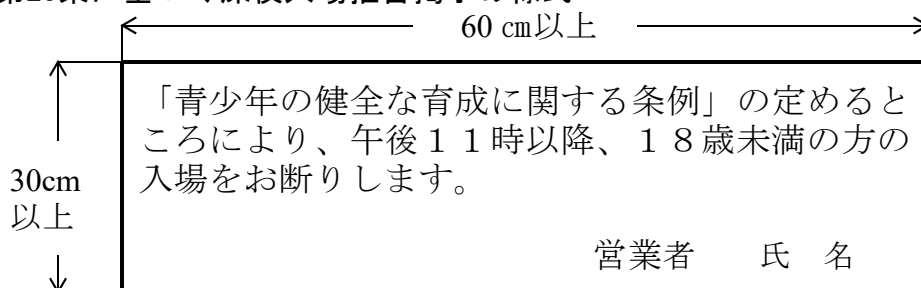 60 ㎝以上
「青少年の健全な育成に関する条例」の定めると
ころにより、午後１１時以降、１８歳未満の方の
入場をお断りします。
30cm
以上
営業者　氏　名